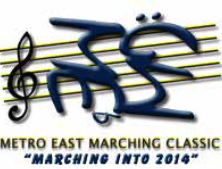 METRO EAST MARCHING CLASSIC
"MARCHING INTO 2014"